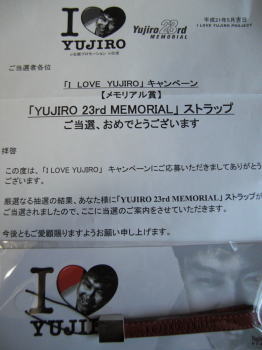 I
YUJIRO
Yujiro 23rd
MEMORIAL
平成21年5月吉日
I LOVE YUJIRO PROJECT
ご当選者各位
「I LOVE YUJIRO」キャンペーン
【メモリアル賞】
「YUJIRO 23rd MEMORIAL」ストラップ
ご当選、おめでとうございます
拝啓
この度は、「I LOVE YUJIRO」キャンペーンにご応募いただきましてありがとう
ございます。
厳選なる抽選の結果、あなた様に「YUJIRO 23rd MEMORIAL」ストラップが
ご当選されましたので、ここに当選のご案内をさせていただきます。
今後ともご愛顧賜りますようお願い申し上げます。
I
YUJIRO